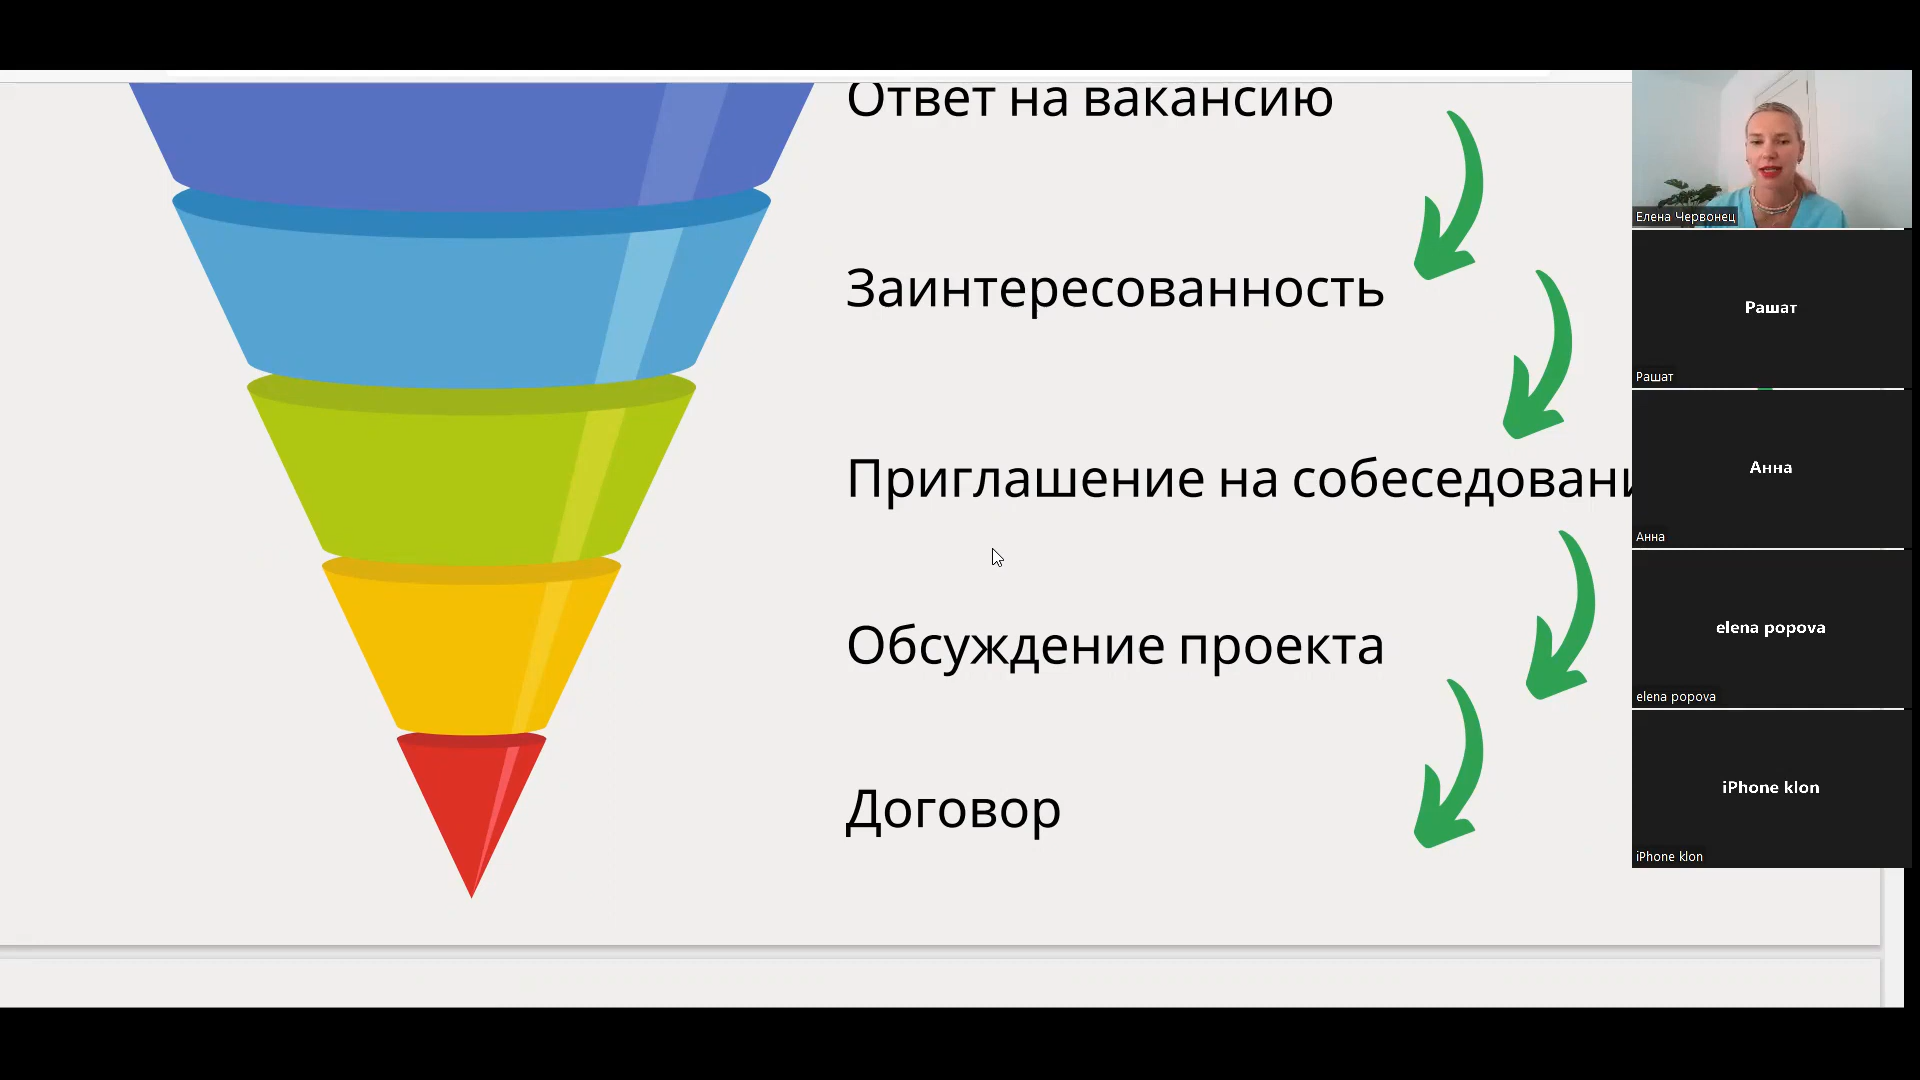 Ответ на вакансию
Заинтересованность
Приглашение на собеседовани
Обсуждение проекта
Договор
Елена Червонец
Рашат
Рашат
Анна
Анна
elena popova
elena popova
iPhone klon
iPhone klon